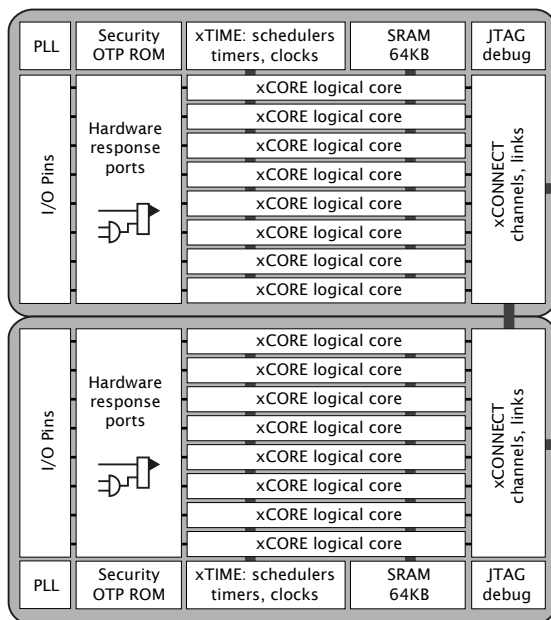 PLL
Security
OTP ROM
xTIME: schedulers
timers, clocks
SRAM
64KB
JTAG
debug
I/O Pins
Hardware
response
ports
xCORE logical core
xCORE logical core
xCORE logical core
xCORE logical core
xCORE logical core
xCORE logical core
xCORE logical core
xCORE logical core
xCONNECT
channels, links
I/O Pins
Hardware
response
ports
xCORE logical core
xCORE logical core
xCORE logical core
xCORE logical core
xCORE logical core
xCORE logical core
xCORE logical core
xCORE logical core
xCONNECT
channels, links
PLL
Security
OTP ROM
xTIME: schedulers
timers, clocks
SRAM
64KB
JTAG
debug